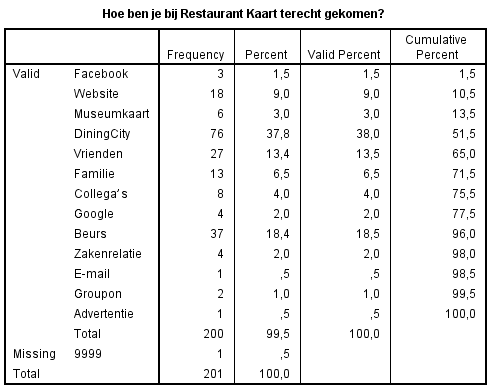 Hoe ben je bij Restaurant Kaart terecht gekomen?
Frequency Percent Valid Percent Cumulative Percent
Valid Facebook 3 1,5 1,5 1,5
Website 18 9,0 9,0 10,5
Museumkaart 6 3,0 3,0 13,5
DiningCity 76 37,8 38,0 51,5
Vrienden 27 13,4 13,5 65,0
Familie 13 6,5 6,5 71,5
Collega's 8 4,0 4,0 75,5
Google 4 2,0 2,0 77,5
Beurs 37 18,4 18,5 96,0
Zakenrelatie 4 2,0 2,0 98,0
E-mail 1 ,5 ,5 98,5
Groupon 2 1,0 1,0 99,5
Advertentie 1 ,5 ,5 100,0
Total 200 99,5 100,0
Missing 9999 1 ,5
Total 201 100,0